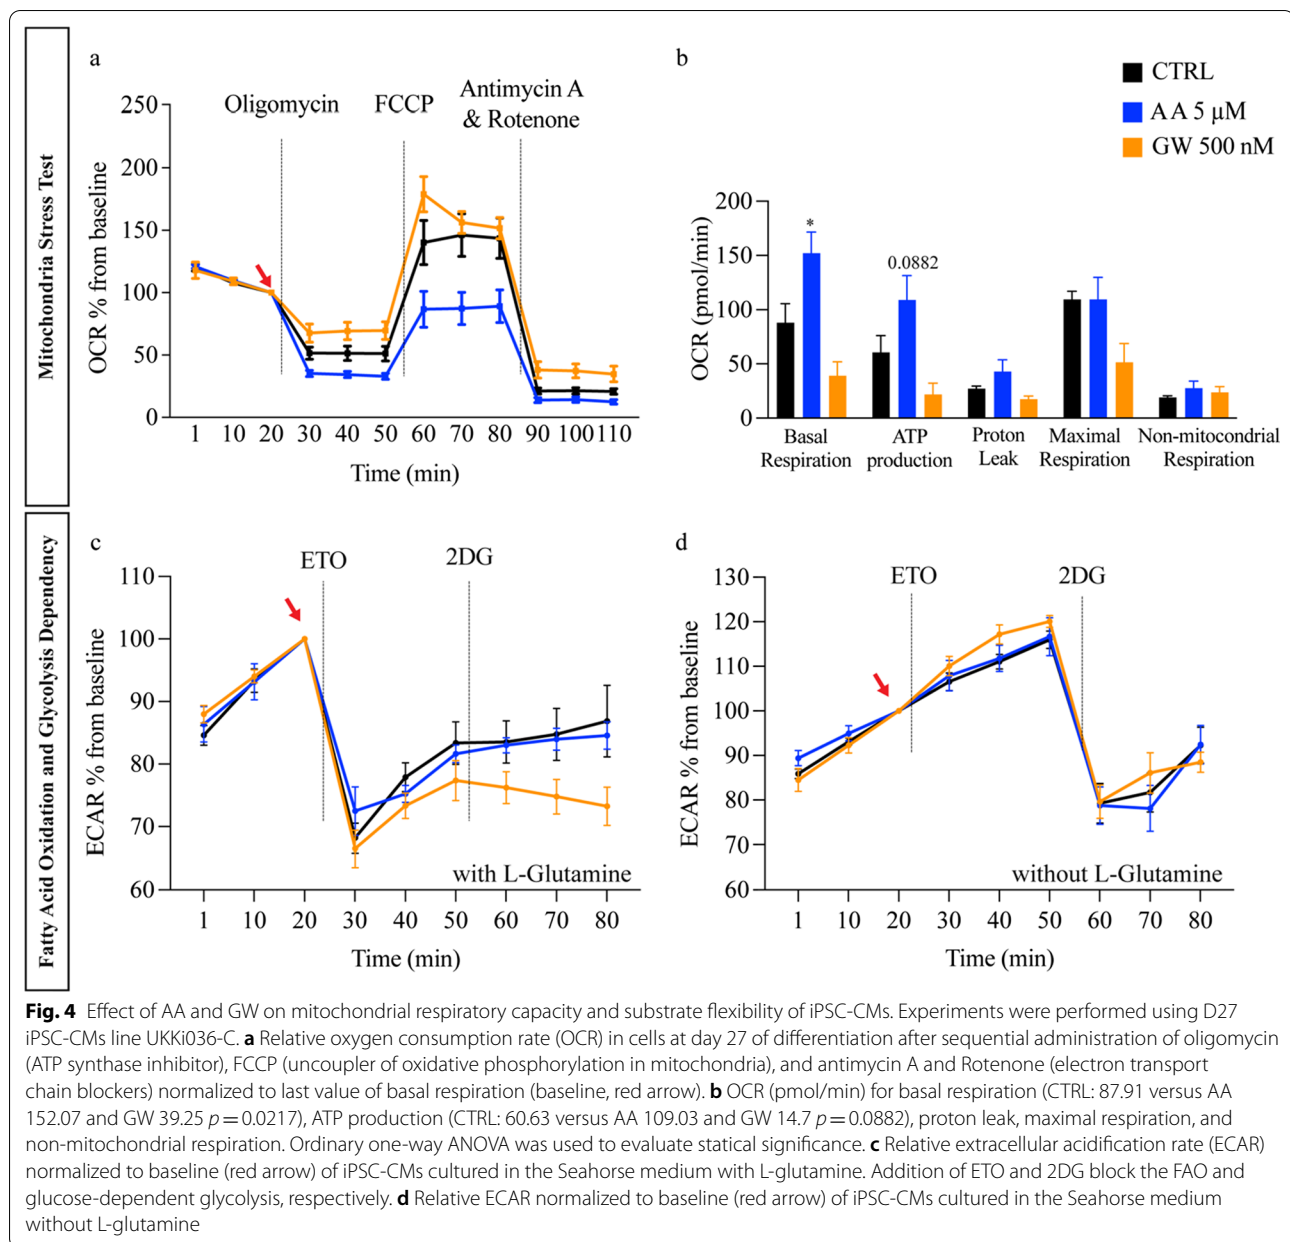 Mitochondria Stress Test
a
Oligomycin
FCCP
Antimycin A
& Rotenone
250
200
150
100
50
0
OCR % from baseline
1 10 20 30 40 50 60 70 80 90 100 110
Time (min)
b
CTRL
AA 5 µM
GW 500 nM
200
150
100
50
0
OCR (pmol/min)
*
0.0882
Basal
Respiration
ATP
production
Proton
Leak
Maximal
Respiration
Non-mitocondrial
Respiration
Fatty Acid Oxidation and Glycolysis Dependency
c
ETO
2DG
110
100
90
80
70
60
ECAR % from baseline
with L-Glutamine
1 10 20 30 40 50 60 70 80
Time (min)
d
ETO
2DG
130
120
110
100
90
80
70
60
ECAR % from baseline
without L-Glutamine
1 10 20 30 40 50 60 70 80
Time (min)
Fig. 4 Effect of AA and GW on mitochondrial respiratory capacity and substrate flexibility of iPSC-CMs. Experiments were performed using D27
iPSC-CMs line UKKi036-C. a Relative oxygen consumption rate (OCR) in cells at day 27 of differentiation after sequential administration of oligomycin
(ATP synthase inhibitor), FCCP (uncoupler of oxidative phosphorylation in mitochondria), and antimycin A and Rotenone (electron transport
chain blockers) normalized to last value of basal respiration (baseline, red arrow). b OCR (pmol/min) for basal respiration (CTRL: 87.91 versus AA
152.07 and GW 39.25 p = 0.0217), ATP production (CTRL: 60.63 versus AA 109.03 and GW 14.7 p = 0.0882), proton leak, maximal respiration, and
non-mitochondrial respiration. Ordinary one-way ANOVA was used to evaluate statical significance. c Relative extracellular acidification rate (ECAR)
normalized to baseline (red arrow) of iPSC-CMs cultured in the Seahorse medium with L-glutamine. Addition of ETO and 2DG block the FAO and
glucose-dependent glycolysis, respectively. d Relative ECAR normalized to baseline (red arrow) of iPSC-CMs cultured in the Seahorse medium
without L-glutamine